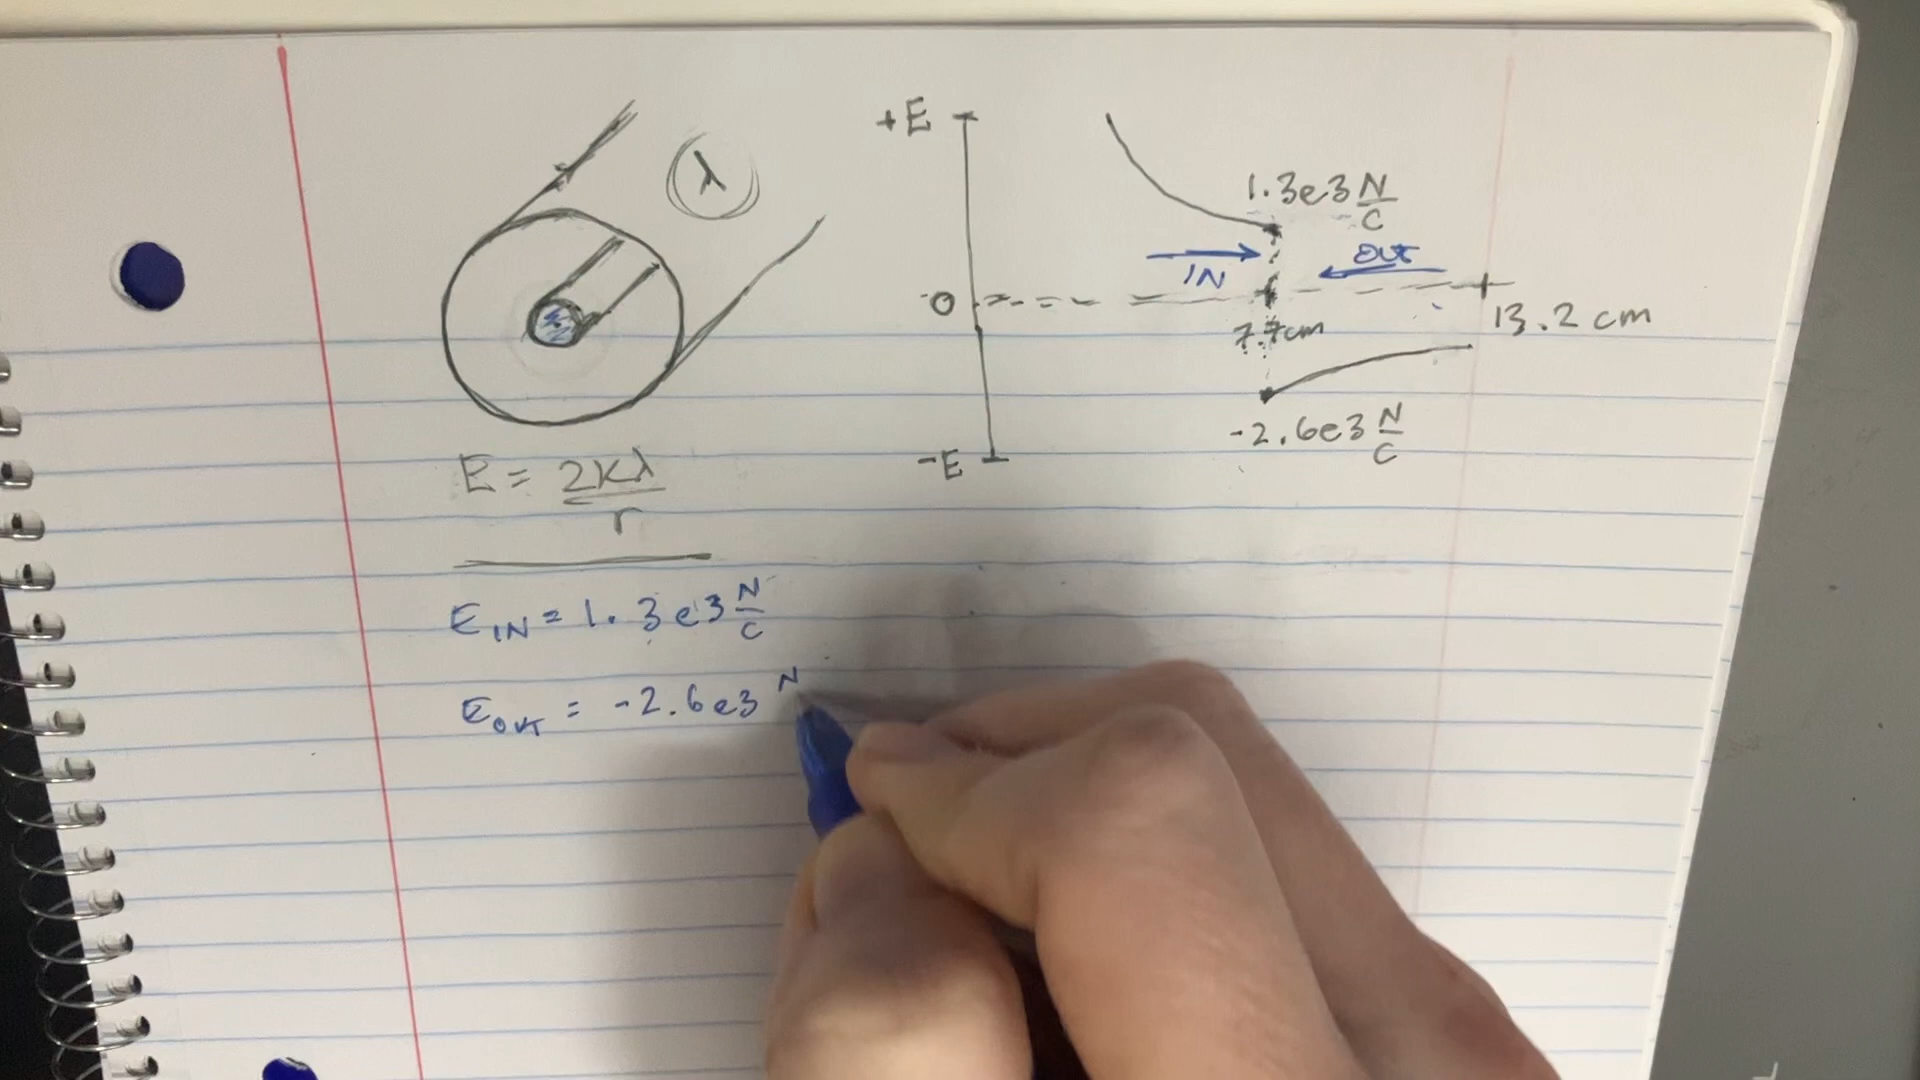 λ
E = 2kλ
r
E_IN = 1.3e3 N
C
E_OUT = -2.6e3 N
+E
1.3e3 N
C
IN
OUT
0
7.7cm
13.2 cm
-2.6e3 N
C
-E